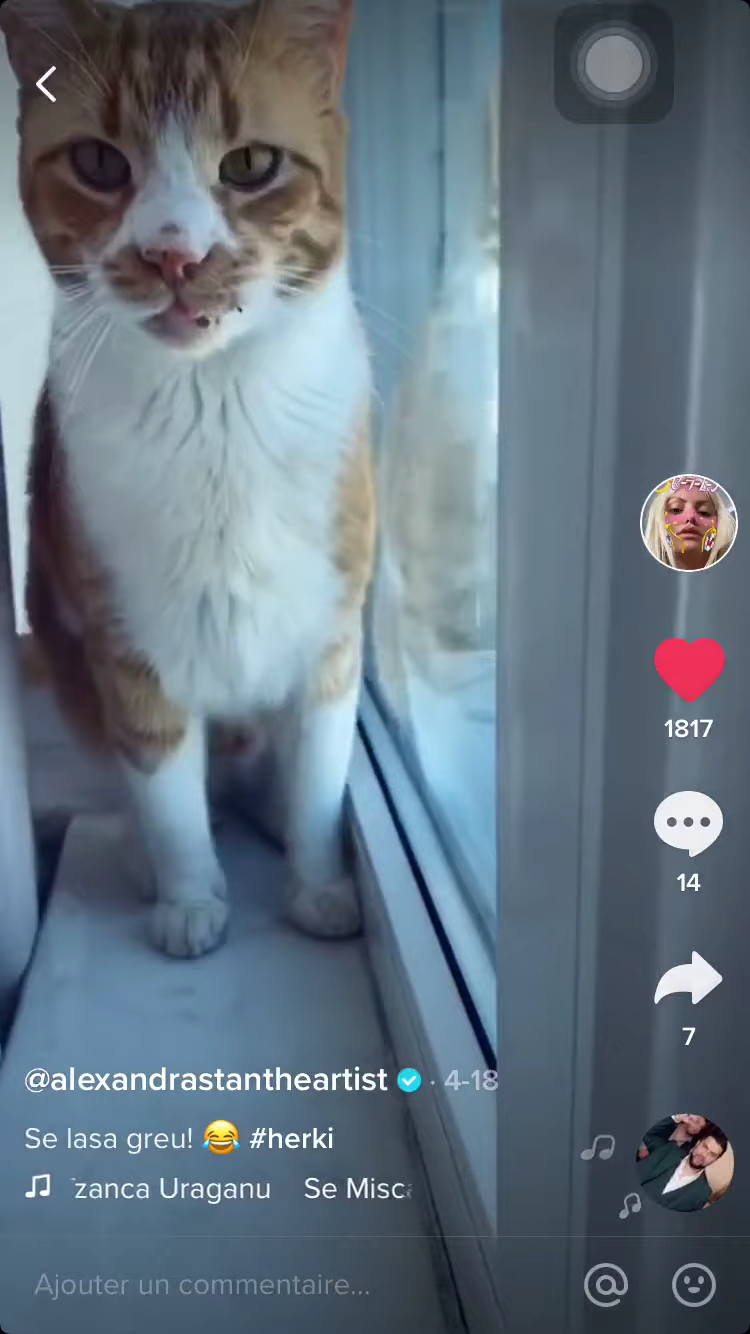 1817
14
7
@alexandrastantheartist · 4-18
Se lasa greu! 😂 #herki
zanca Uraganu Se Misc
Ajouter un commentaire...